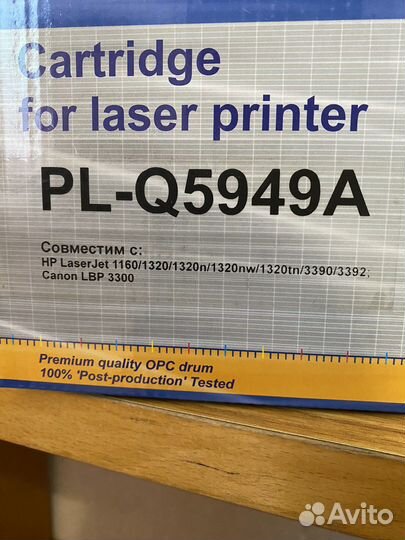 Cartridge
for laser printer
PL-Q5949A
Совместим с:
HP LaserJet 1160/1320/1320n/1320nw/1320tn/3390/3392;
Canon LBP 3300
Premium quality OPC drum
100% 'Post-production' Tested
Avito